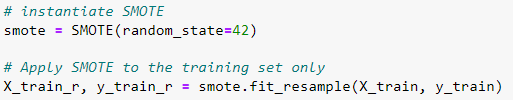 # instantiate SMOTE
smote = SMOTE(random_state=42)
# Apply SMOTE to the training set only
X_train_r, y_train_r = smote.fit_resample(X_train, y_train)